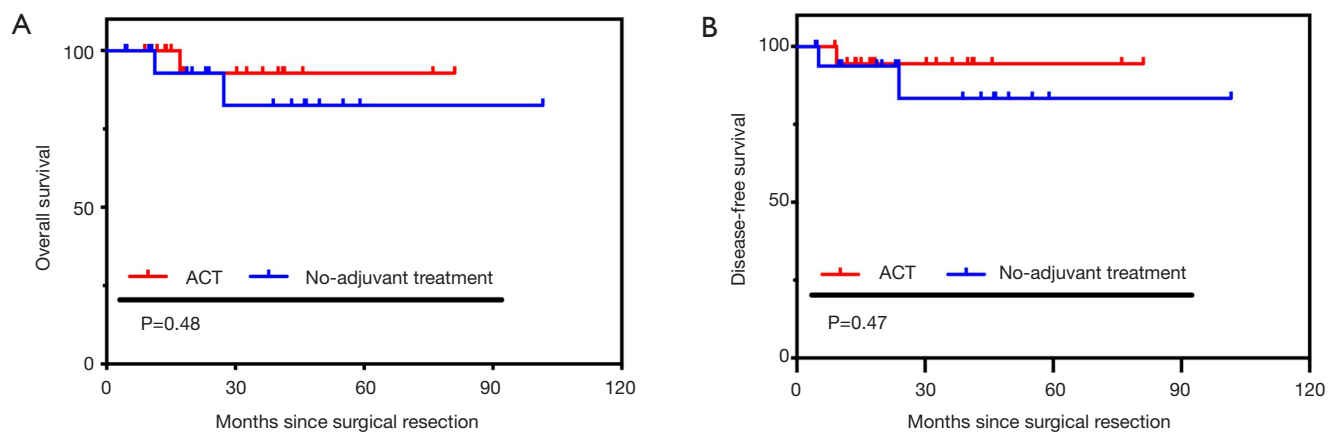 A
100
50
0
Overall survival
ACT No-adjuvant treatment
P=0.48
0 30 60 90 120
Months since surgical resection
B
100
50
0
Disease-free survival
ACT No-adjuvant treatment
P=0.47
0 30 60 90 120
Months since surgical resection